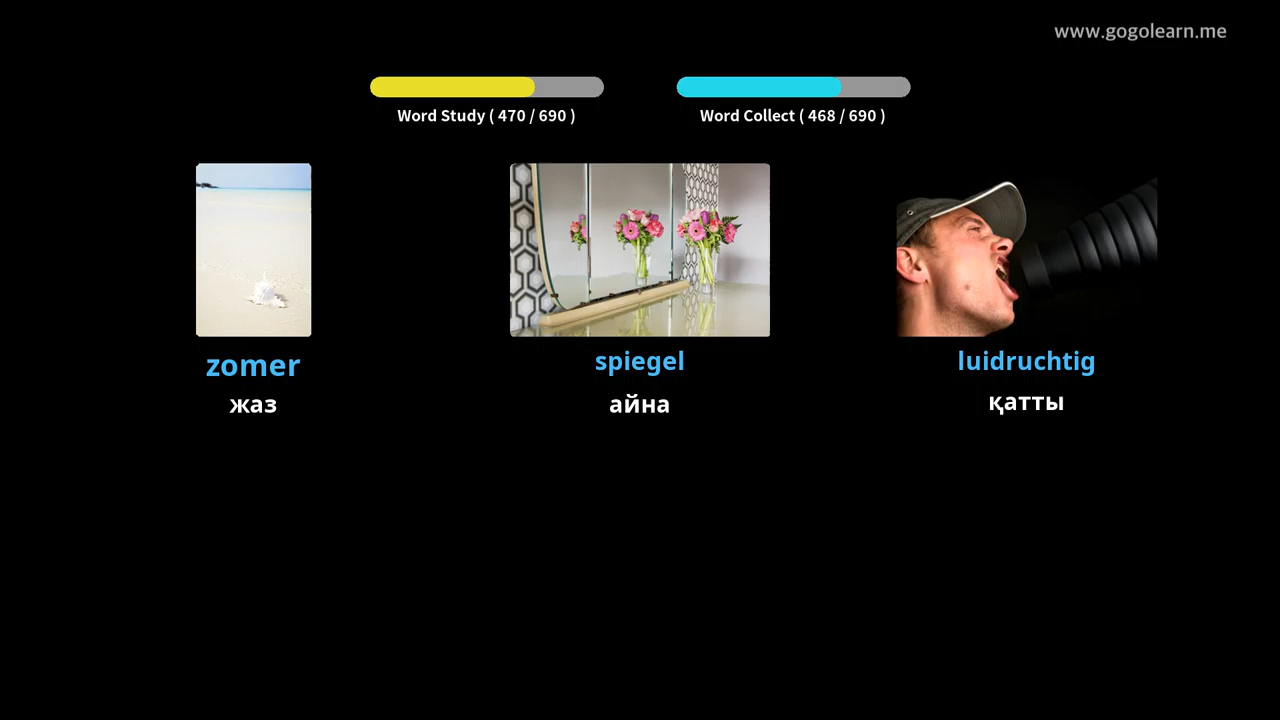 www.gogolearn.me
Word Study ( 470 / 690 )
Word Collect ( 468 / 690 )
zomer
spiegel
luidruchtig
жаз
айна
қатты